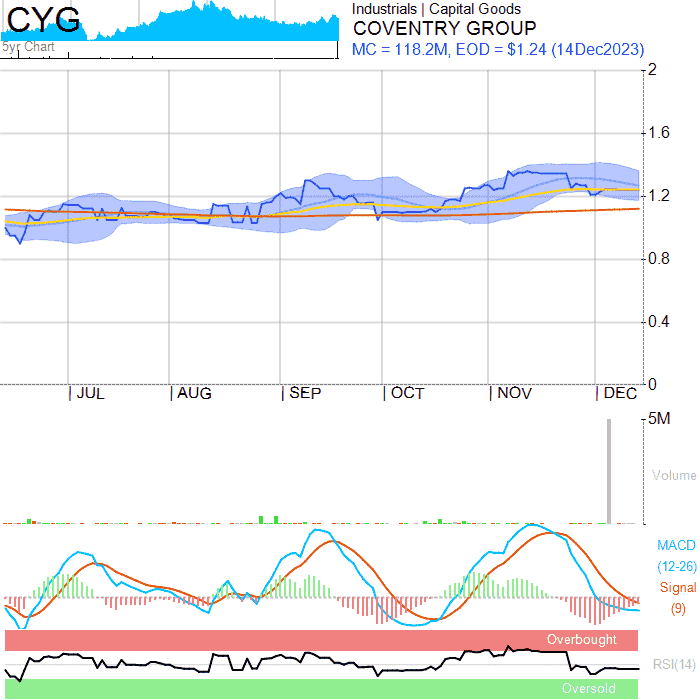 CYG
5yr Chart
Industrials | Capital Goods
COVENTRY GROUP
MC = 118.2M, EOD = $1.24 (14Dec2023)
2
1.6
1.2
0.8
0.4
0
JUL AUG SEP OCT NOV DEC
5M
Volume
MACD
(12-26)
Signal
(9)
Overbought
RSI(14)
Oversold